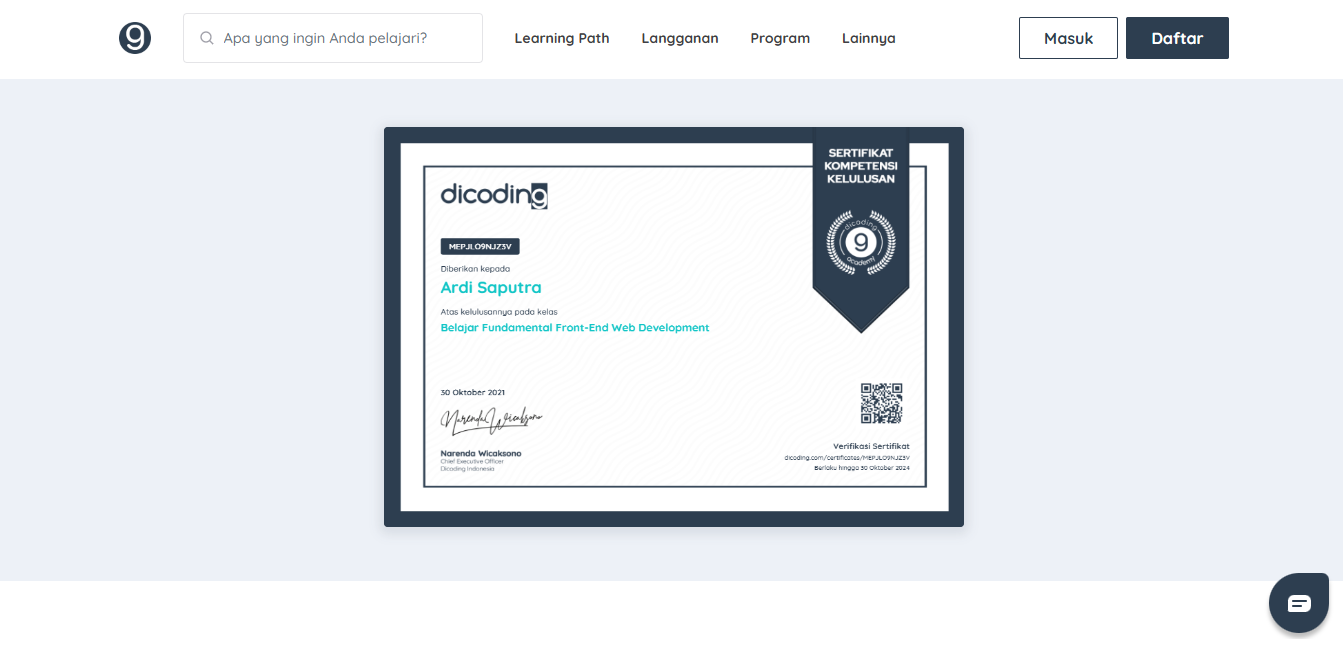 Apa yang ingin Anda pelajari?
Learning Path
Langganan
Program
Lainnya
Masuk
Daftar
SERTIFIKAT
KOMPETENSI
KELULUSAN
dicoding
dicoding
academy
MEPJLO9NJZ3V
Diberikan kepada
Ardi Saputra
Atas kelulusannya pada kelas
Belajar Fundamental Front-End Web Development
30 Oktober 2021
Narenda Wicaksono
Narenda Wicaksono
Chief Executive Officer
Dicoding Indonesia
Verifikasi Sertifikat
dicoding.com/certificates/MEPJLO9NJZ3V
Berlaku hingga 30 Oktober 2024